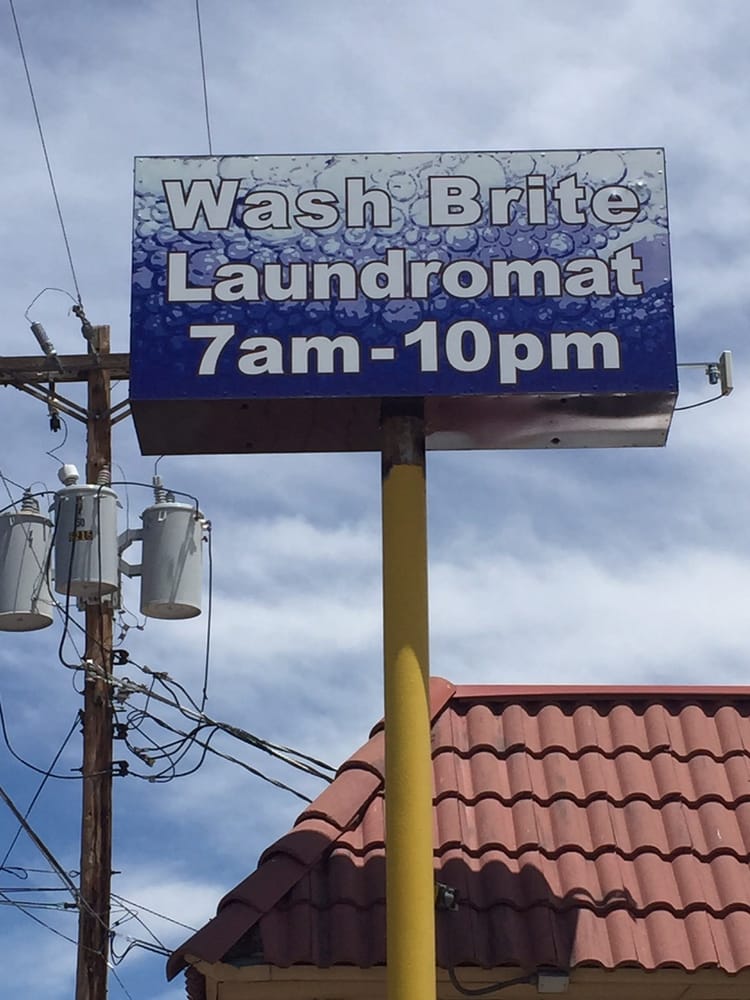 Wash Brite
Laundromat
7am-10pm